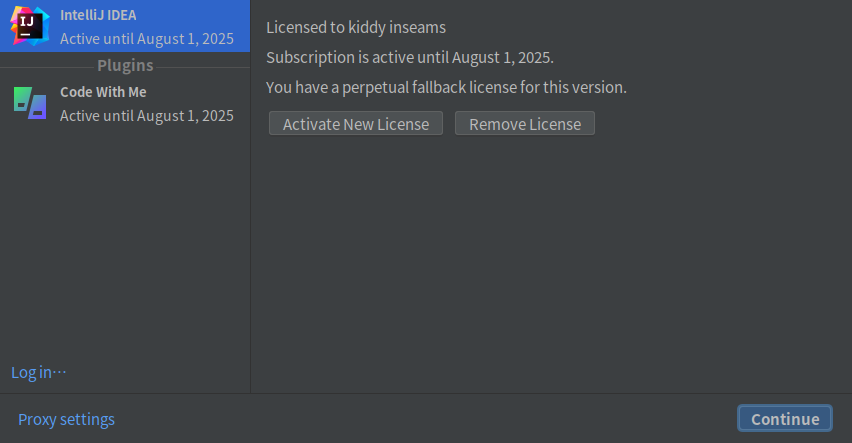 IJ
IntelliJ IDEA
Active until August 1, 2025
Plugins
Code With Me
Active until August 1, 2025
Log in···
Licensed to kiddy inseams
Subscription is active until August 1, 2025.
You have a perpetual fallback license for this version.
Activate New License
Remove License
Proxy settings
Continue